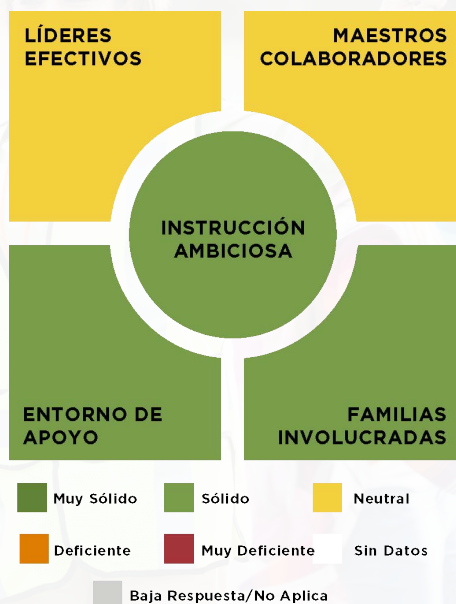 LÍDERES
EFECTIVOS
MAESTROS
COLABORADORES
INSTRUCCIÓN
AMBICIOSA
ENTORNO DE
APOYO
FAMILIAS
INVOLUCRADAS
Muy Sólido
Sólido
Neutral
Deficiente
Muy Deficiente
Sin Datos
Baja Respuesta/No Aplica